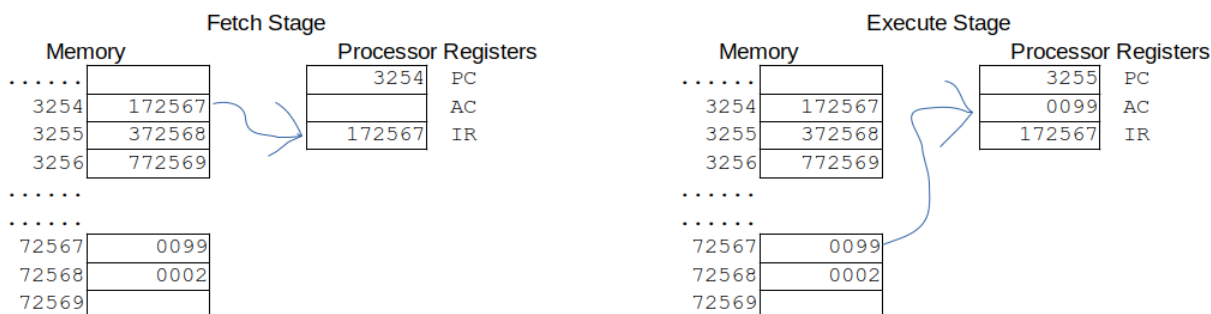 Fetch Stage
Memory Processor Registers
...... 3254 PC
3254 172567 AC
3255 372568 172567 IR
3256 772569
......
......
72567 0099
72568 0002
72569
Execute Stage
Memory Processor Registers
...... 3255 PC
3254 172567 0099 AC
3255 372568 172567 IR
3256 772569
......
......
72567 0099
72568 0002
72569